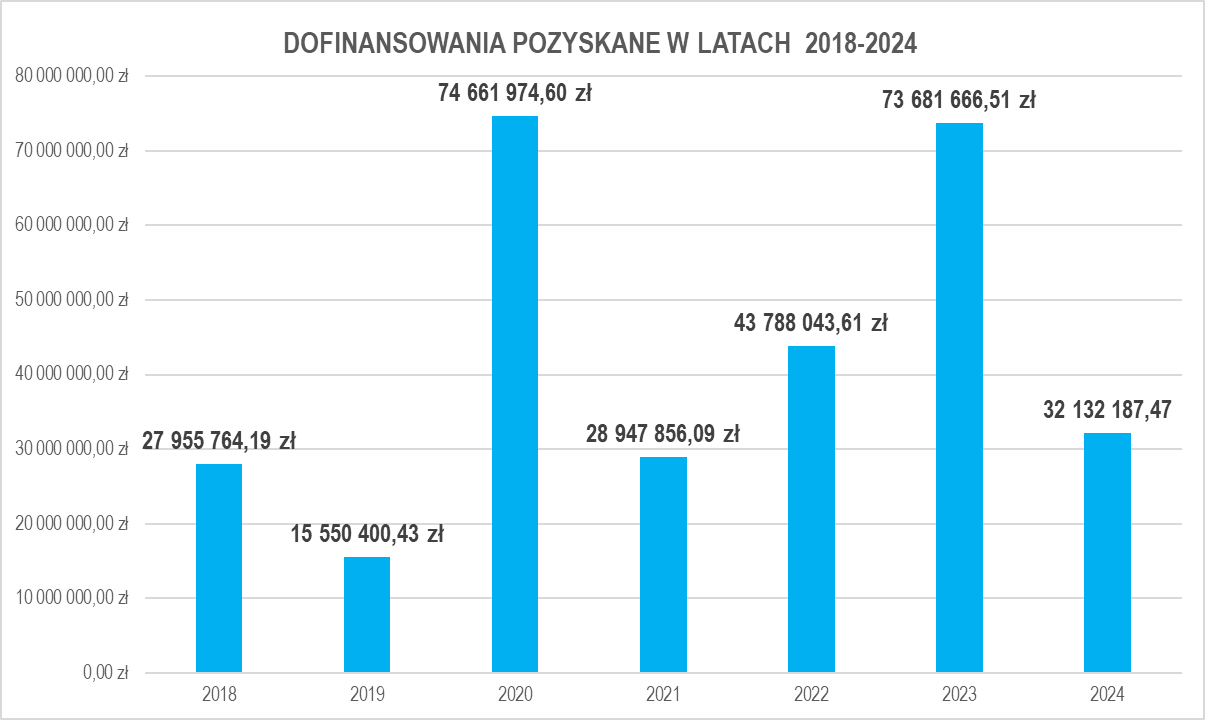 DOFINANSOWANIA POZYSKANE W LATACH  2018-2024
80 000 000,00 zł
70 000 000,00 zł
60 000 000,00 zł
50 000 000,00 zł
40 000 000,00 zł
30 000 000,00 zł
20 000 000,00 zł
10 000 000,00 zł
0,00 zł
27 955 764,19 zł
15 550 400,43 zł
74 661 974,60 zł
28 947 856,09 zł
43 788 043,61 zł
73 681 666,51 zł
32 132 187,47
2018 2019 2020 2021 2022 2023 2024